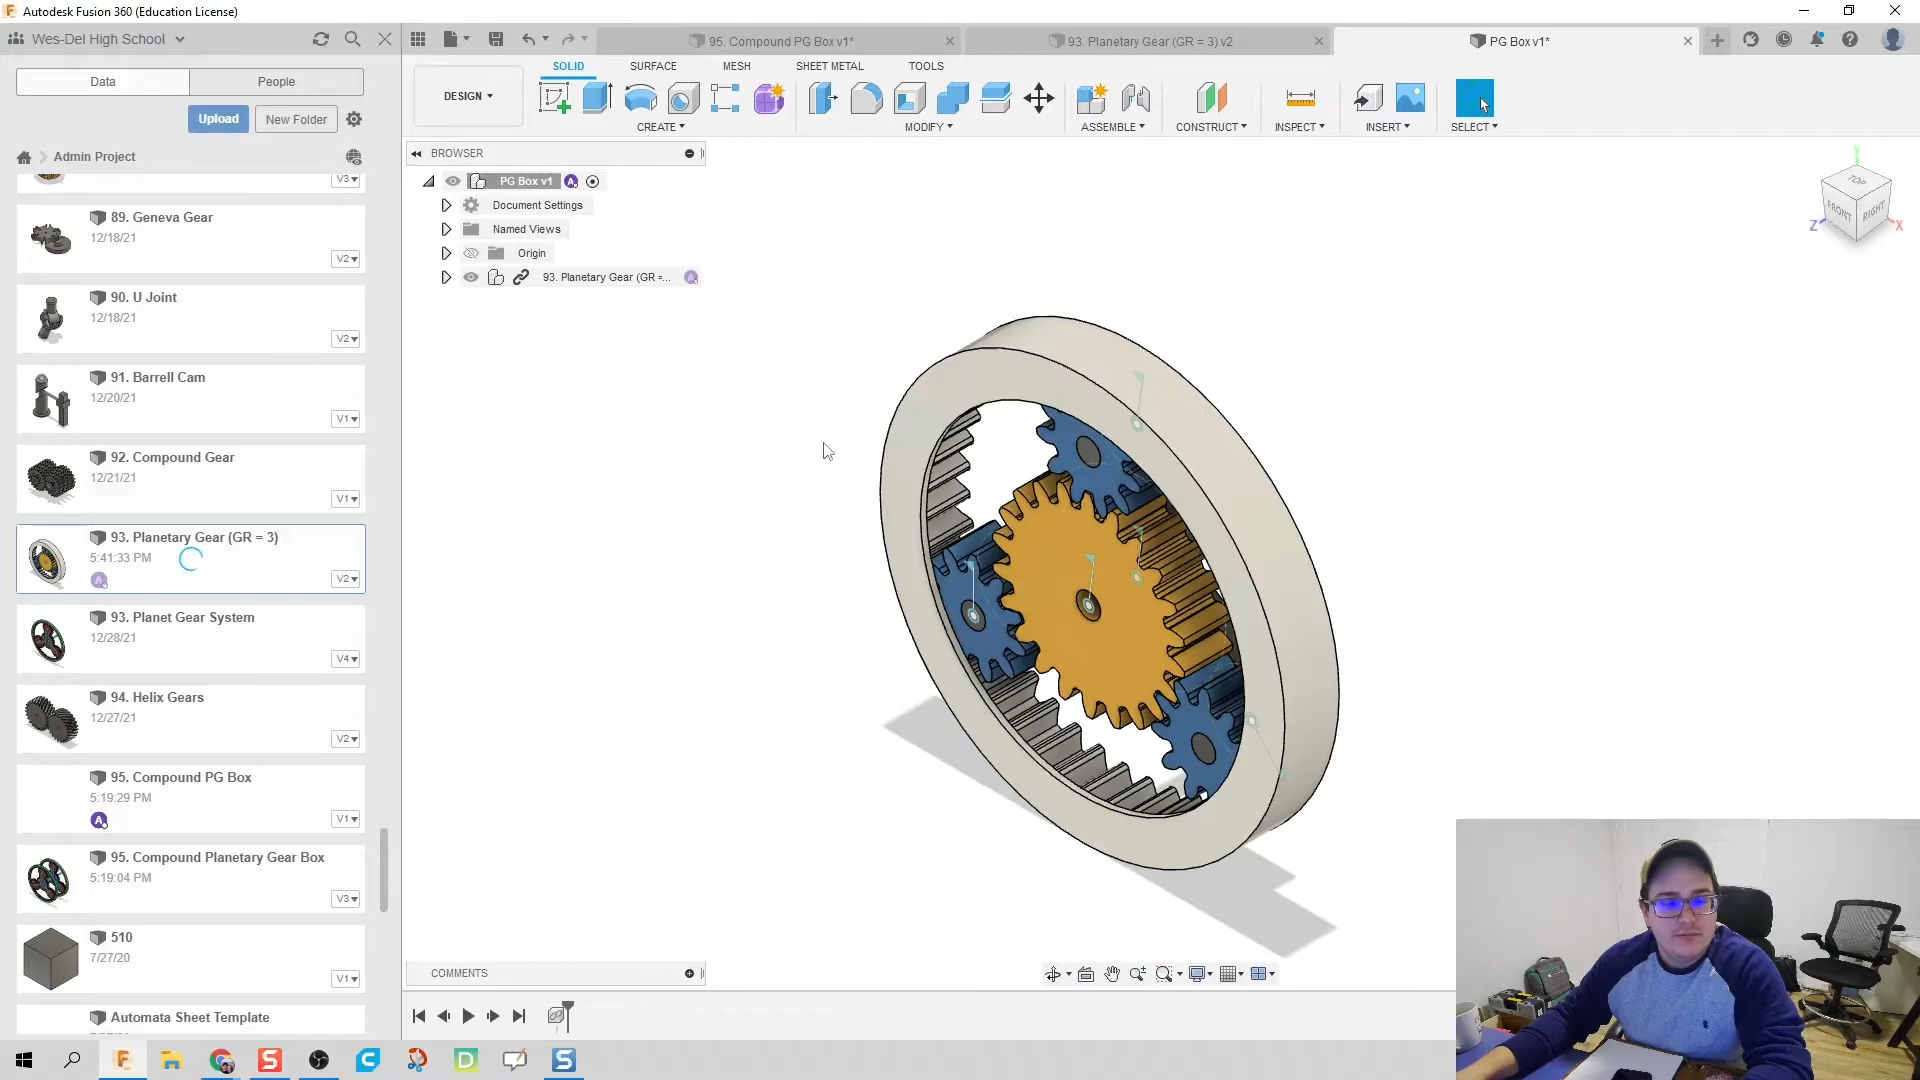 Autodesk Fusion 360 (Education License)
Wes-Del High School
95. Compound PG Box v1*
93. Planetary Gear (GR = 3) v2
PG Box v1*
Data
People
Upload
New Folder
Admin Project
V3
89. Geneva Gear
12/18/21
V2
90. U Joint
12/18/21
V2
91. Barrell Cam
12/20/21
V1
92. Compound Gear
12/21/21
V1
93. Planetary Gear (GR = 3)
5:41:33 PM
A
V2
93. Planet Gear System
12/28/21
V4
94. Helix Gears
12/27/21
V2
95. Compound PG Box
5:19:29 PM
A
V1
95. Compound Planetary Gear Box
5:19:04 PM
V3
510
7/27/20
V1
Automata Sheet Template
SOLID
SURFACE
MESH
SHEET METAL
TOOLS
DESIGN
CREATE
MODIFY
ASSEMBLE
CONSTRUCT
INSPECT
INSERT
SELECT
BROWSER
PG Box v1
A
Document Settings
Named Views
Origin
93. Planetary Gear (GR =...
A
TOP
FRONT
RIGHT
Y
Z
X
COMMENTS